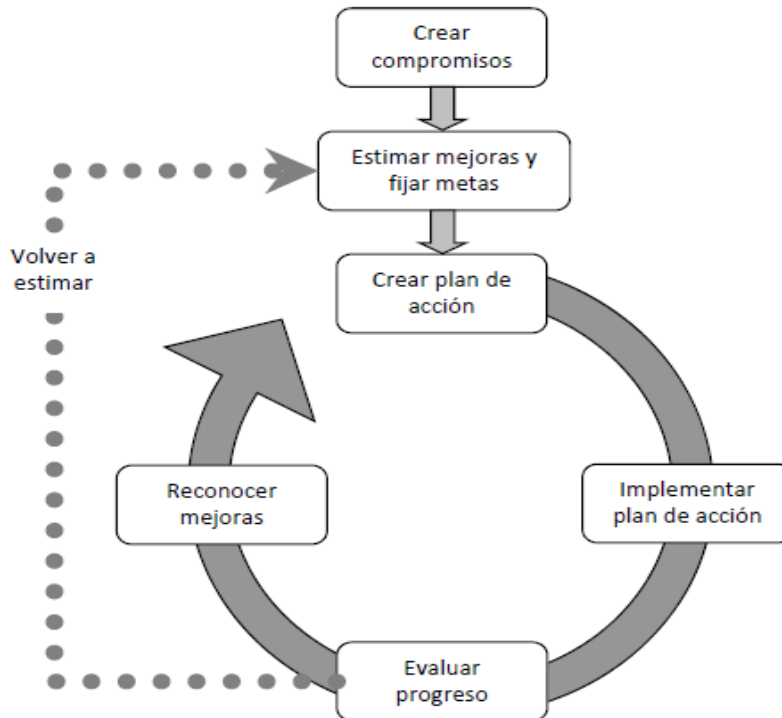 Crear
compromisos
Estimar mejoras y
fijar metas
Volver a
estimar
Crear plan de
acción
Reconocer
mejoras
Implementar
plan de acción
Evaluar
progreso